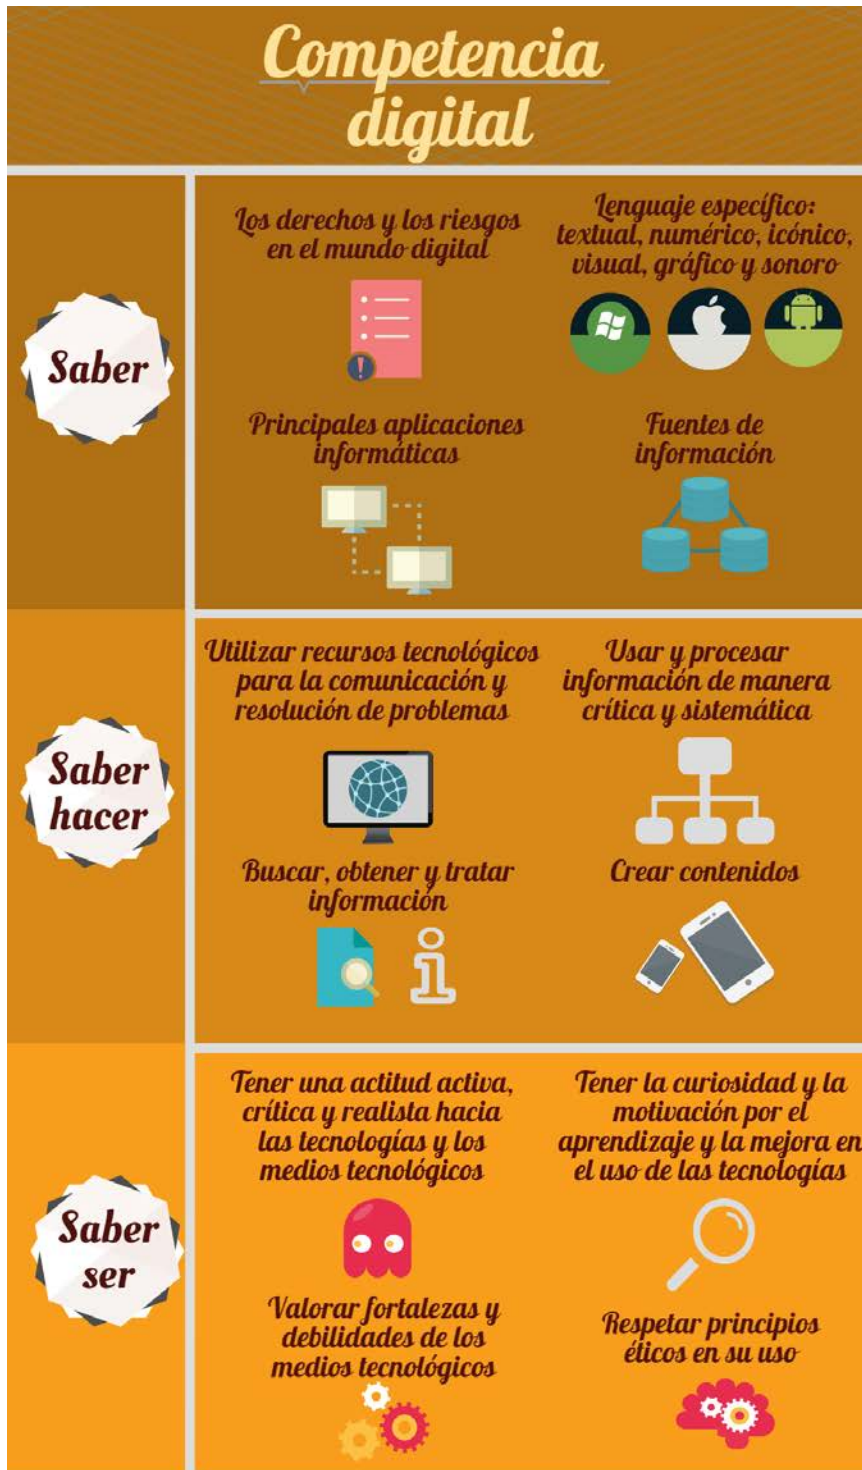 Competencia
digital
Saber
Los derechos y los riesgos
en el mundo digital
Lenguaje específico:
textual, numérico, icónico,
visual, gráfico y sonoro
Principales aplicaciones
informáticas
Fuentes de
información
Saber
hacer
Utilizar recursos tecnológicos
para la comunicación y
resolución de problemas
Usar y procesar
información de manera
crítica y sistemática
Buscar, obtener y tratar
información
Crear contenidos
Saber
ser
Tener una actitud activa,
crítica y realista hacia
las tecnologías y los
medios tecnológicos
Tener la curiosidad y la
motivación por el
aprendizaje y la mejora en
el uso de las tecnologías
Valorar fortalezas y
debilidades de los
medios tecnológicos
Respetar principios
éticos en su uso